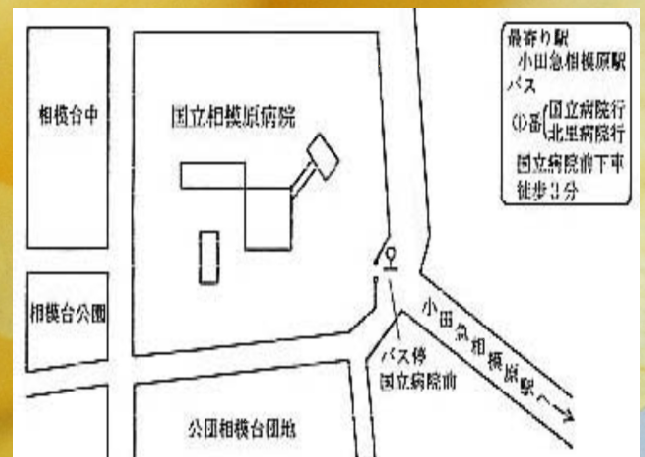 最寄り駅
小田急相模原駅
バス
①番{国立病院行
北里病院行
国立病院前下車
徒歩3分
相模台中
国立相模原病院
相模台公園
バス停
国立病院前
小田急相模原駅へ→
公団相模台団地